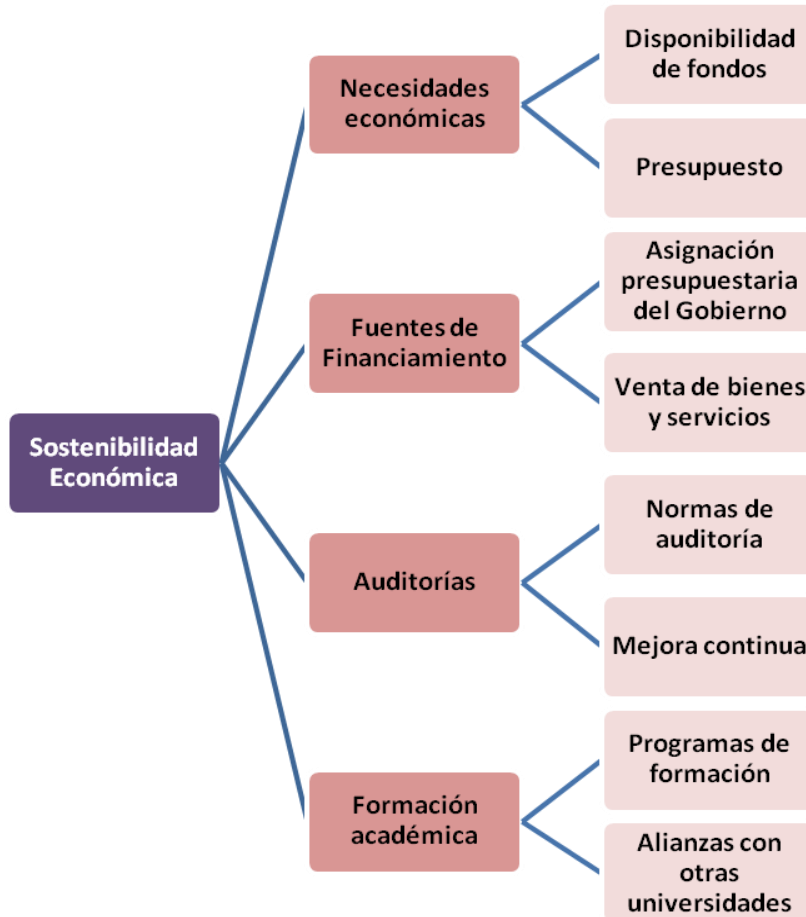 Sostenibilidad
Económica
Necesidades
económicas
Disponibilidad
de fondos
Presupuesto
Fuentes de
Financiamiento
Asignación
presupuestaria
del Gobierno
Venta de bienes
y servicios
Auditorías
Normas de
auditoría
Mejora continua
Formación
académica
Programas de
formación
Alianzas con
otras
universidades